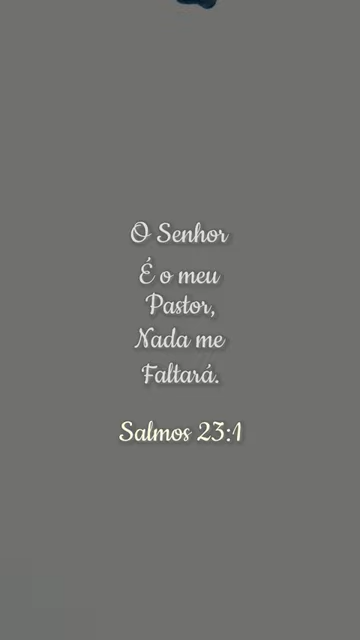 O Senhor
É o meu
Pastor,
Nada me
Faltará.
Salmos 23:1